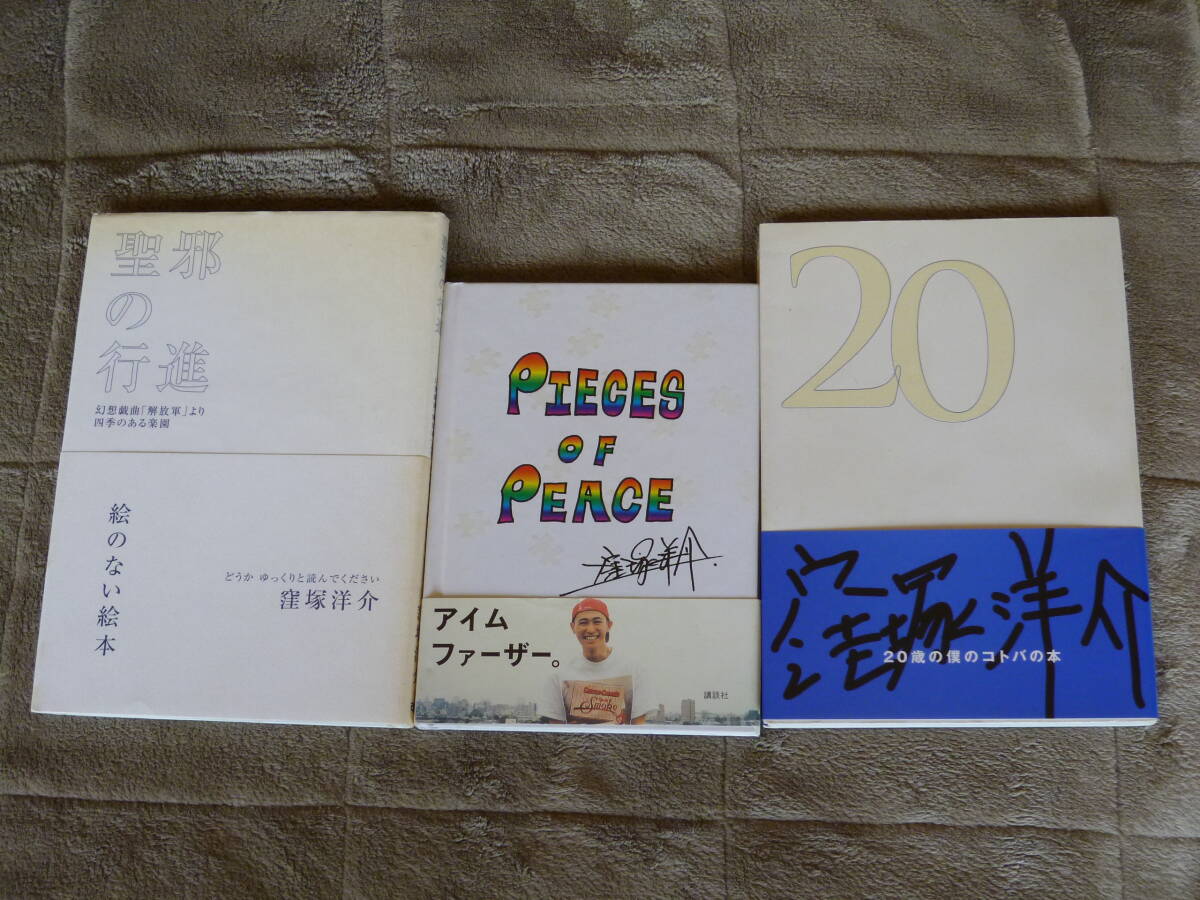 聖邪
の
行進
幻想戯曲「解放軍」より
四季のある楽園
絵のない絵本
どうか ゆっくりと読んでください
窪塚洋介
PIECES
OF
PEACE
窪塚洋介
アイム
ファーザー。
講談社
20
窪塚洋介
20歳の僕のコトバの本